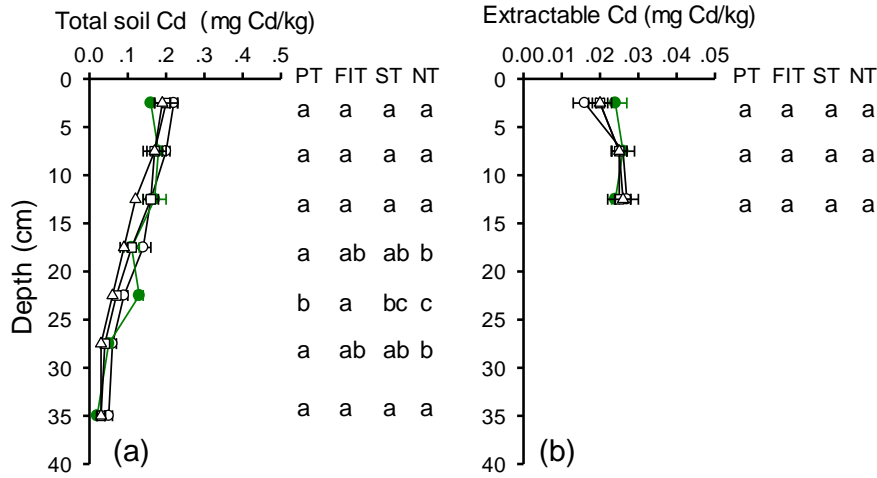 Total soil Cd (mg Cd/kg)
0.0 .1 .2 .3 .4 .5
PT FIT ST NT
0
5
10
15
20
25
30
35
40
Depth (cm)
a a a a
a a a a
a a a a
a ab ab b
b a bc c
a ab ab b
a a a a
(a)
Extractable Cd (mg Cd/kg)
0.00 0.01 .02 .03 .04 .05
PT FIT ST NT
0
5
10
15
20
25
30
35
40
a a a a
a a a a
a a a a
(b)